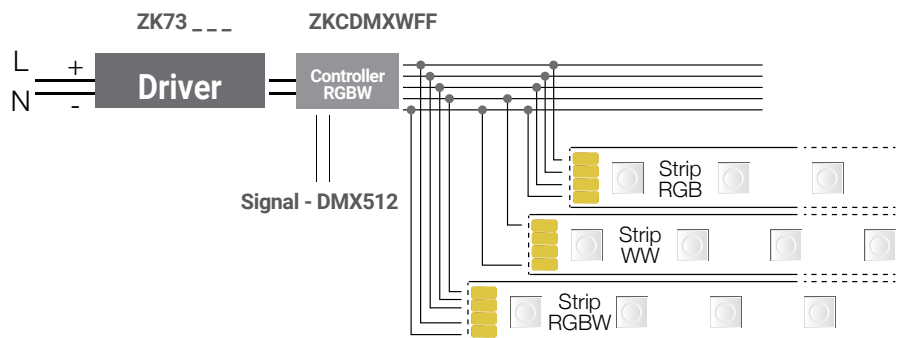 ZK73 _ _ _
ZKCDMXWFF
L
+
N
-
Driver
Controller
RGBW
Signal - DMX512
Strip
RGB
Strip
WW
Strip
RGBW